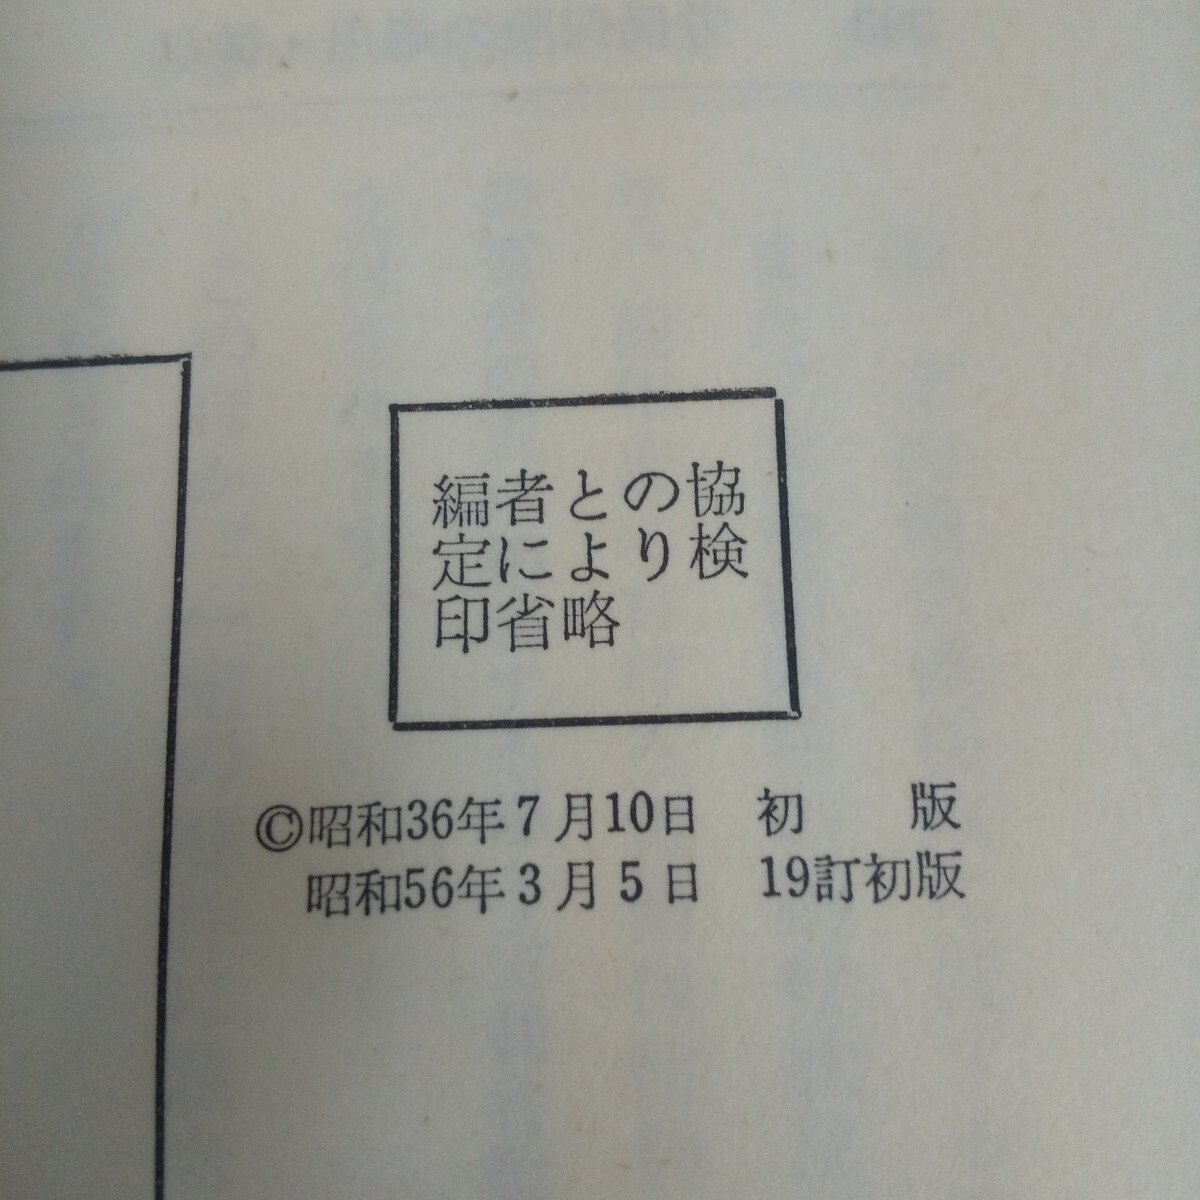 編者との協
定により検
印省略
©昭和36年7月10日 初版
昭和56年3月5日 19訂初版